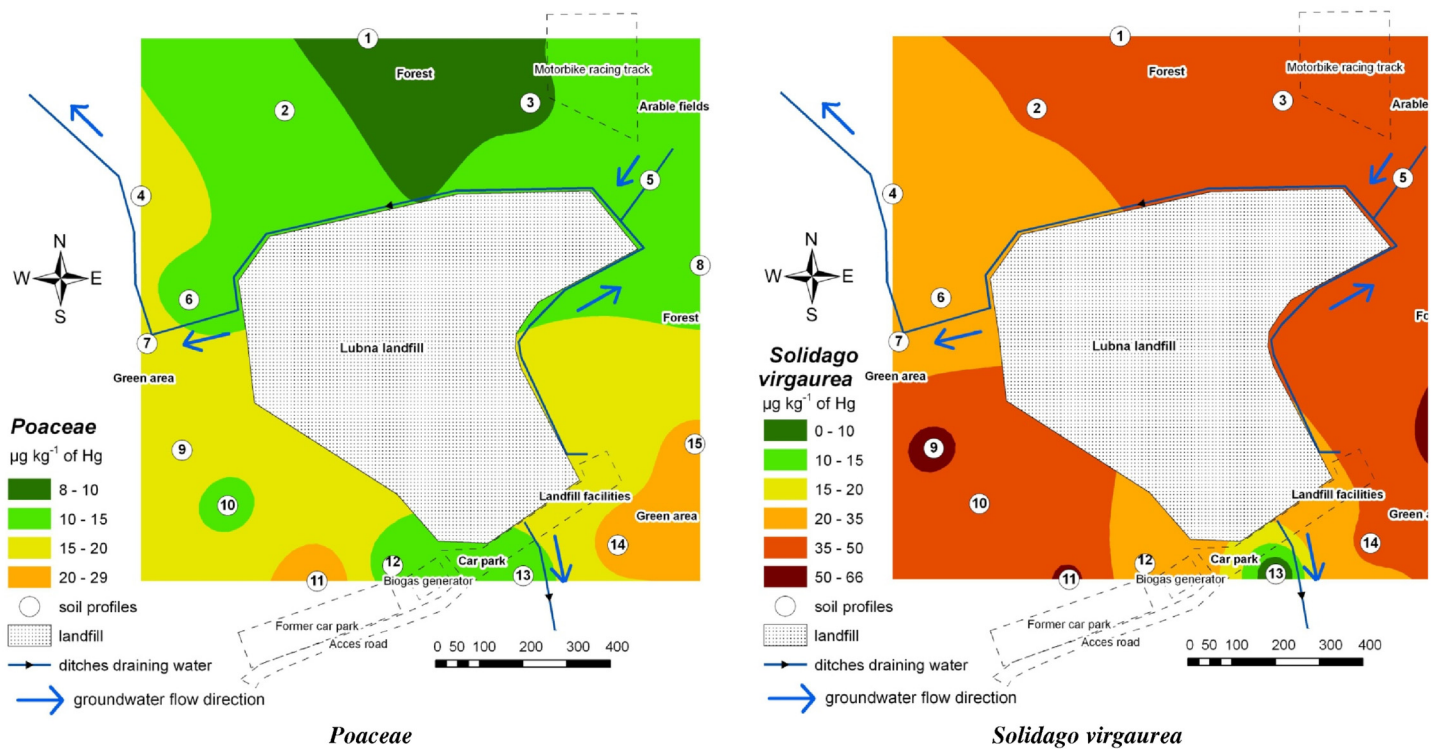 1
Forest
Motorbike racing track
2
3
Arable fields
4
5
N
W E
S
6
8
Forest
7
Lubna landfill
Green area
Poaceae
µg kg⁻¹ of Hg
8 - 10
10 - 15
15 - 20
20 - 29
soil profiles
landfill
ditches draining water
groundwater flow direction
9
10
15
Landfill facilities
Green area
14
12
Car park
13
11
Biogas generator
Former car park
Acces road
0 50 100 200 300 400
Poaceae
1
Forest
Motorbike racing track
2
3
Arable
4
5
N
W E
S
6
Fo
7
Lubna landfill
Green area
Solidago
virgaurea
µg kg⁻¹ of Hg
0 - 10
10 - 15
15 - 20
20 - 35
35 - 50
50 - 66
soil profiles
landfill
ditches draining water
groundwater flow direction
9
10
Landfill facilities
Green a
14
12
Car park
13
11
Biogas generator
Former car park
Acces road
0 50 100 200 300 400
Solidago virgaurea